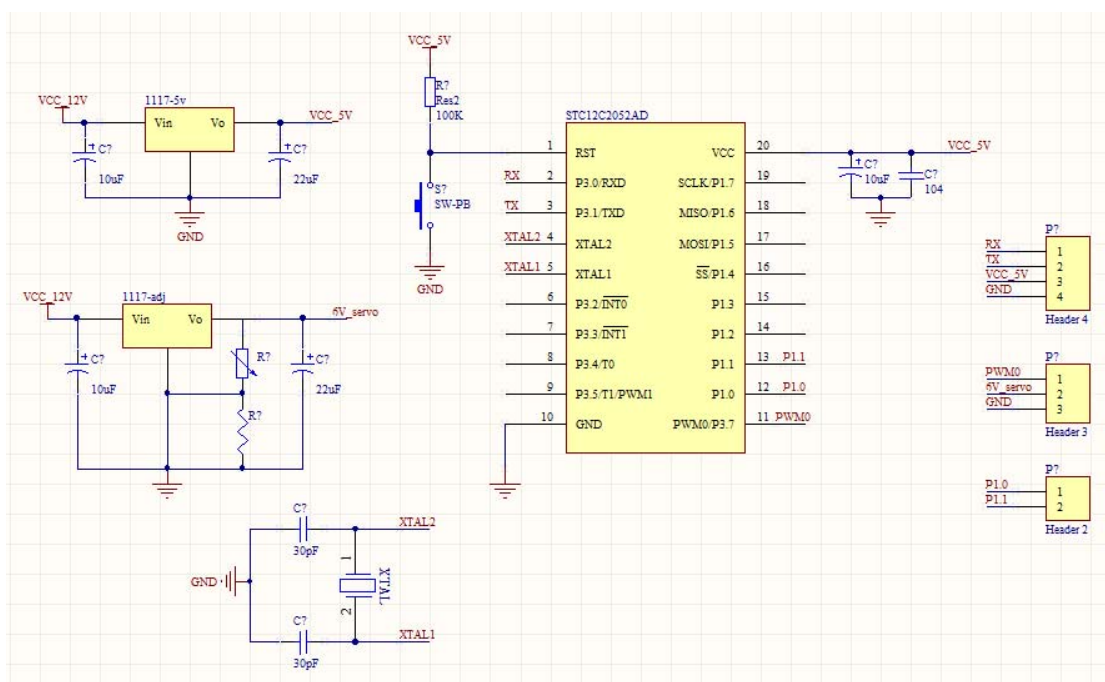 VCC_12V
1117-5v
Vin
Vo
VCC_5V
C?
10uF
C?
22uF
GND
VCC_12V
1117-adj
Vin
Vo
6V_servo
C?
10uF
R?
R?
C?
22uF
C?
30pF
XTAL2
GND
1
XTAL
2
C?
30pF
XTAL1
VCC_5V
R?
Res2
100K
S?
SW-PB
GND
STC12C2052AD
1 RST VCC 20
RX 2 P3.0/RXD SCLK/P1.7 19
TX 3 P3.1/TXD MISO/P1.6 18
XTAL2 4 XTAL2 MOSI/P1.5 17
XTAL1 5 XTAL1 SS/P1.4 16
6 P3.2/INT0 P1.3 15
7 P3.3/INT1 P1.2 14
8 P3.4/T0 P1.1 13 P1.1
9 P3.5/T1/PWM1 P1.0 12 P1.0
10 GND PWM0/P3.7 11 PWM0
VCC_5V
C?
10uF
C?
104
GND
P?
RX 1
TX 2
VCC_5V 3
GND 4
Header 4
P?
PWM0 1
6V_servo 2
GND 3
Header 3
P?
P1.0 1
P1.1 2
Header 2